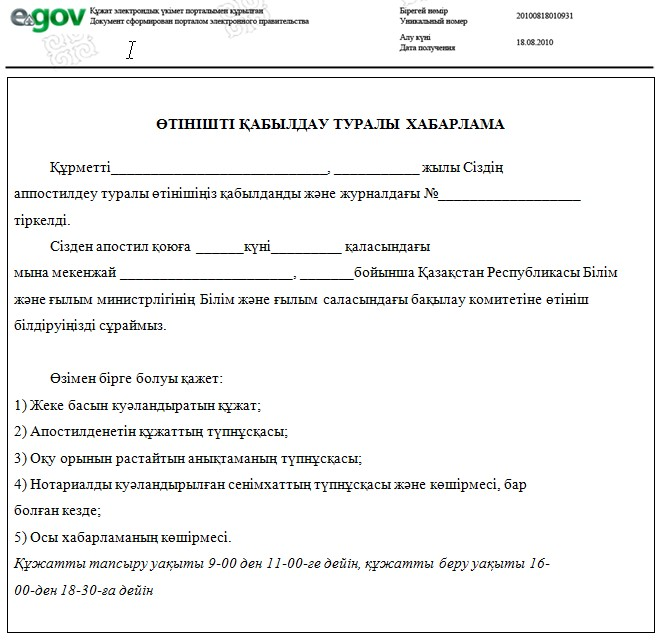 egov Құжат электрондық үкімет порталымен құрылған
Документ сформирован порталом электронного правительства
Бірегей нөмір
Уникальный номер
20100818010931
Алу күні
Дата получения
18.08.2010
ӨТІНІШТІ ҚАБЫЛДАУ ТУРАЛЫ ХАБАРЛАМА
Құрметті___________________________, ___________ жылы Сіздің
аппостилдеу туралы өтінішіңіз қабылданды және журналдағы №__________________
тіркелді.
Сізден апостил қоюға ______күні_________ қаласындағы
мына мекенжай ______________________, _______бойынша Қазақстан Республикасы Білім
және ғылым министрлігінің Білім және ғылым саласындағы бақылау комитетіне өтініш
білдіруіңізді сұраймыз.
Өзімен бірге болуы қажет:
1) Жеке басын куәландыратын құжат;
2) Апостилденетін құжаттың түпнұсқасы;
3) Оқу орынын растайтын анықтаманың түпнұсқасы;
4) Нотариалды куәландырылған сенімхаттың түпнұсқасы және көшірмесі, бар
болған кезде;
5) Осы хабарламаның көшірмесі.
Құжатты тапсыру уақыты 9-00 ден 11-00-ге дейін, құжатты беру уақыты 16-
00-ден 18-30-ға дейін